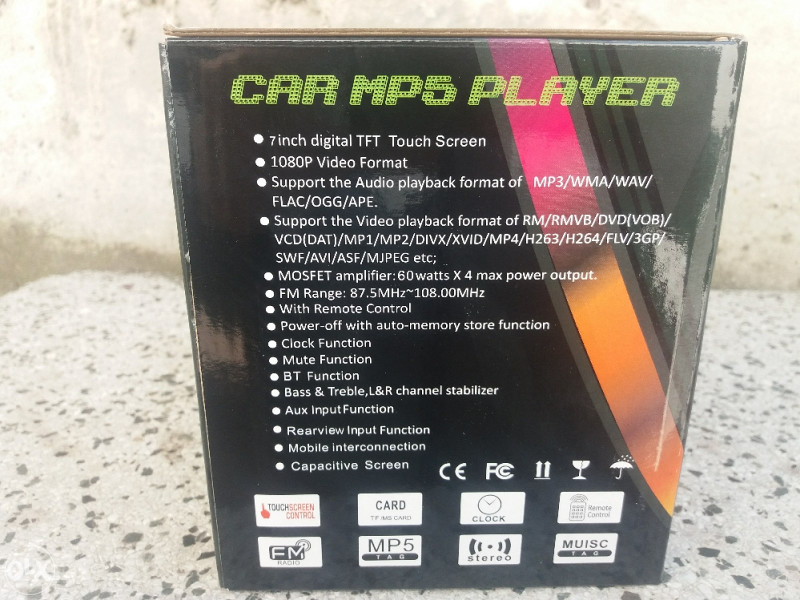 CAR MP5 PLAYER
• 7inch digital TFT Touch Screen
• 1080P Video Format
• Support the Audio playback format of MP3/WMA/WAV/
FLAC/OGG/APE.
• Support the Video playback format of RM/RMVB/DVD(VOB)/
VCD(DAT)/MP1/MP2/DIVX/XVID/MP4/H263/H264/FLV/3GP/
SWF/AVI/ASF/MJPEG etc;
• MOSFET amplifier:60watts X 4 max power output.
• FM Range: 87.5MHz~108.00MHz
• With Remote Control
• Power-off with auto-memory store function
• Clock Function
• Mute Function
• BT Function
• Bass & Treble,L&R channel stabilizer
• Aux InputFunction
• Rearview Input Function
• Mobile interconnection
• Capacitive Screen
CE FC
TOUCHSCREEN
CONTROL
CARD
TF/MS CARD
CLOCK
Remote
Control
FM
RADIO
MP5
TAG
stereo
MUISC
TAG
OLX